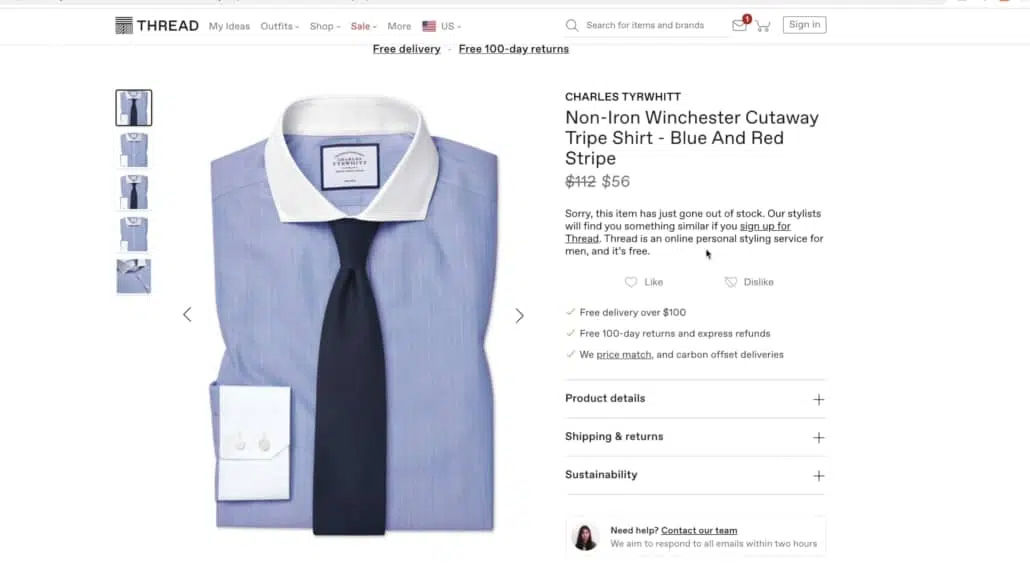 THREAD
My Ideas
Outfits
Shop
Sale
More
US
Search for items and brands
1
Sign in
Free delivery · Free 100-day returns
CHARLES TYRWHITT
CHARLES TYRWHITT
Non-Iron Winchester Cutaway
Tripe Shirt - Blue And Red
Stripe
$112 $56
Sorry, this item has just gone out of stock. Our stylists
will find you something similar if you sign up for
Thread. Thread is an online personal styling service for
men, and it's free.
Like
Dislike
Free delivery over $100
Free 100-day returns and express refunds
We price match, and carbon offset deliveries
Product details
Shipping & returns
Sustainability
Need help? Contact our team
We aim to respond to all emails within two hours